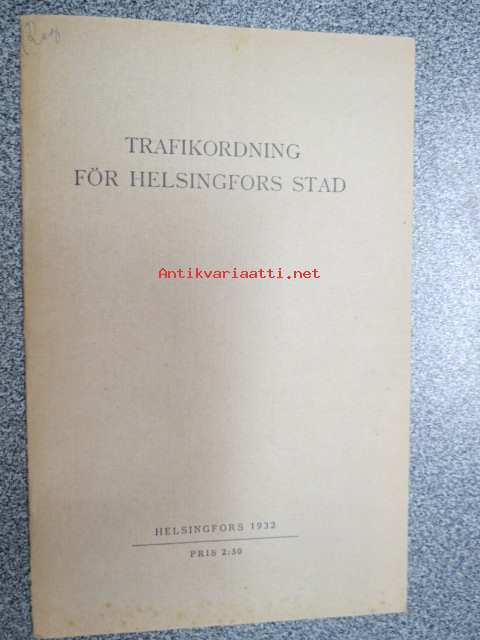 TRAFIKORDNING
FÖR HELSINGFORS STAD
Antikvariaatti.net
HELSINGFORS 1932
PRIS 2:50